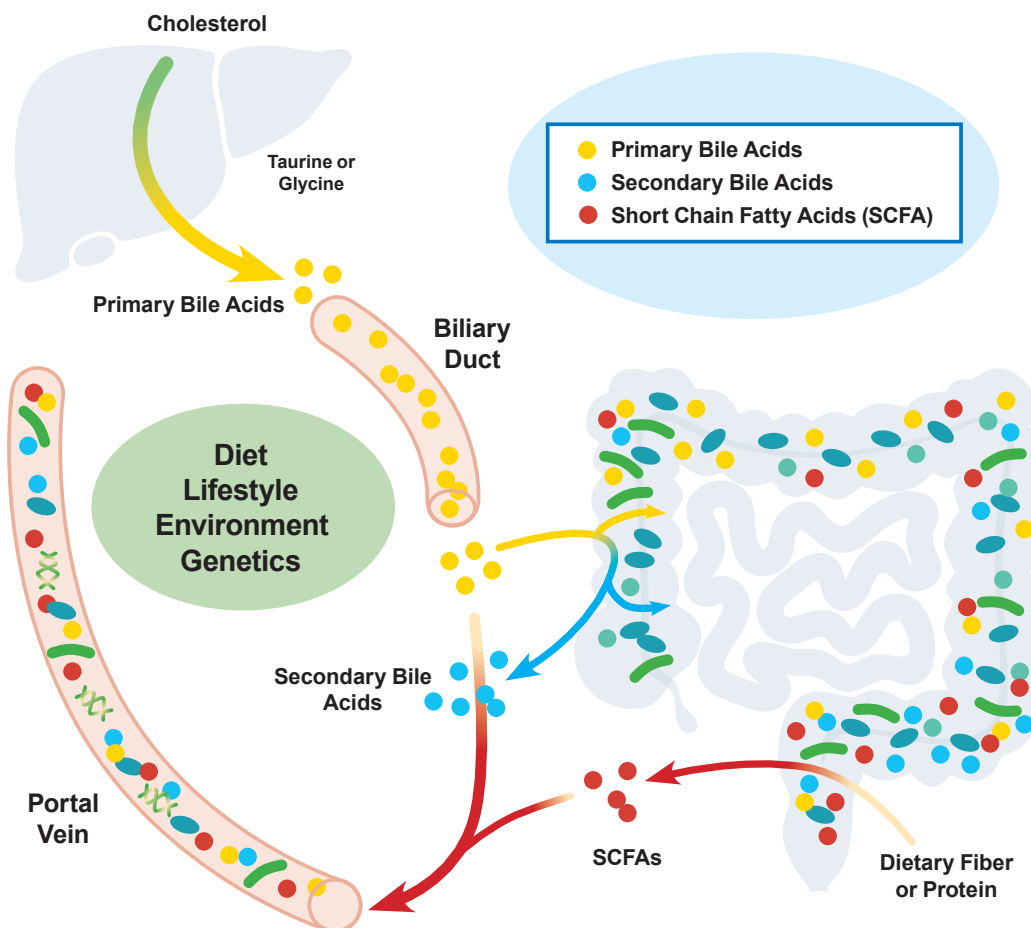 Cholesterol
Taurine or
Glycine
Primary Bile Acids
Secondary Bile Acids
Short Chain Fatty Acids (SCFA)
Primary Bile Acids
Biliary
Duct
Diet
Lifestyle
Environment
Genetics
Secondary Bile
Acids
Portal
Vein
SCFAs
Dietary Fiber
or Protein